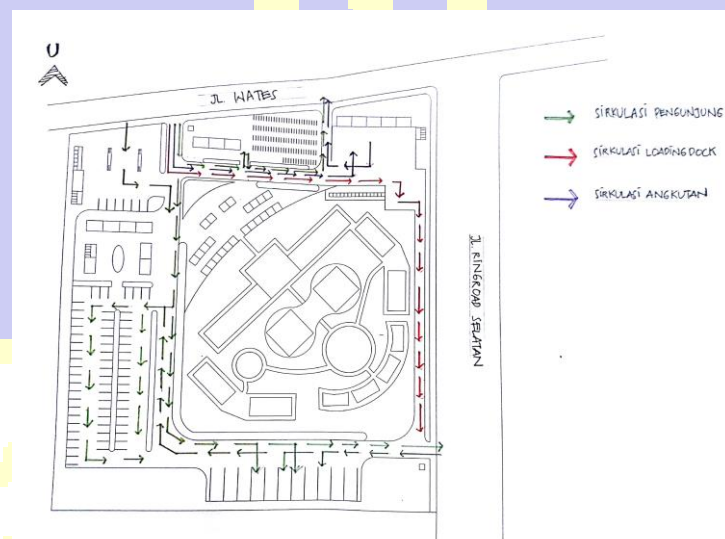 U
JL WATES
SIRKULASI PENGUNJUNG
SIRKULASI LOADING DOCK
SIRKULASI ANGKUTAN
JL RINGROAD SELATAN